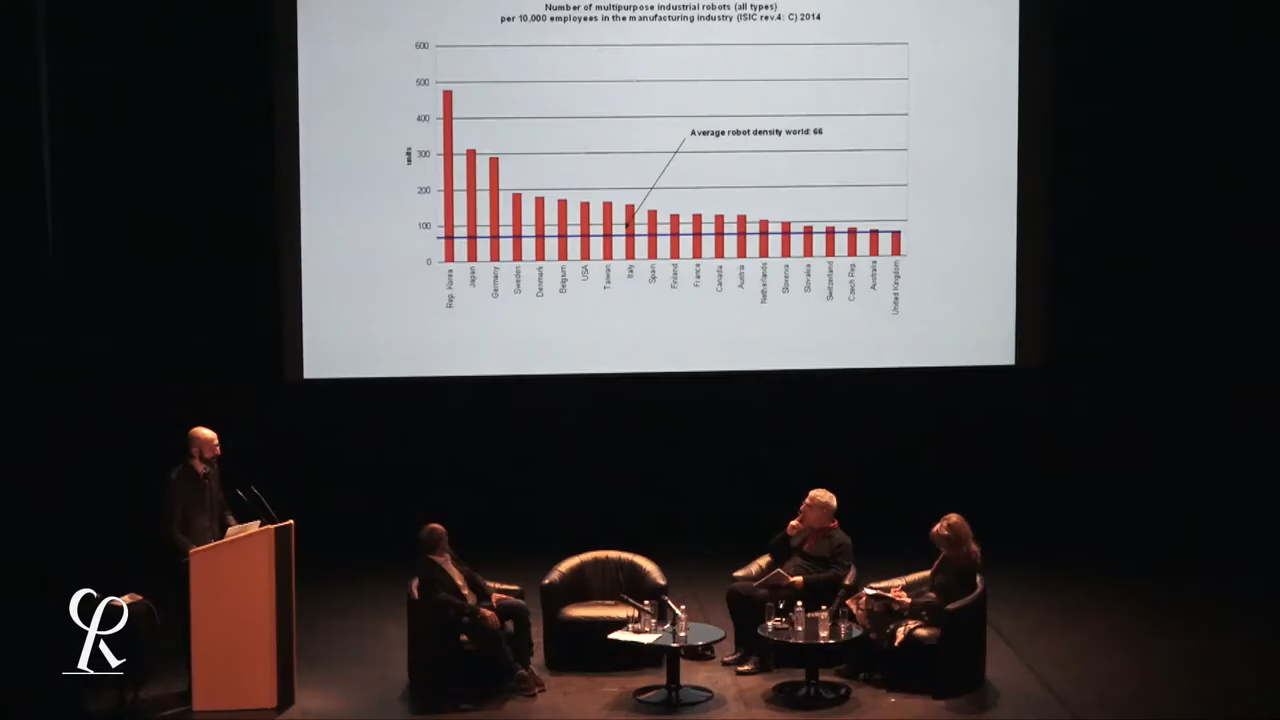 Number of multipurpose industrial robots (all types)
per 10,000 employees in the manufacturing industry (ISIC rev.4: C) 2014
600
500
400
300
200
100
0
units
Average robot density world: 66
Rep. Korea
Japan
Germany
Sweden
Denmark
Belgium
USA
Taiwan
Italy
Spain
Finland
France
Canada
Austria
Netherlands
Slovenia
Slovakia
Switzerland
Czech Rep.
Australia
United Kingdom